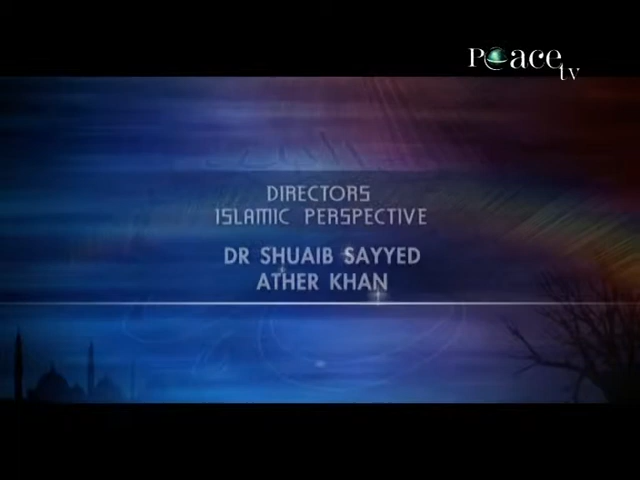 Peace
tv
DIRECTORS
ISLAMIC PERSPECTIVE
DR SHUAIB SAYYED
ATHER KHAN